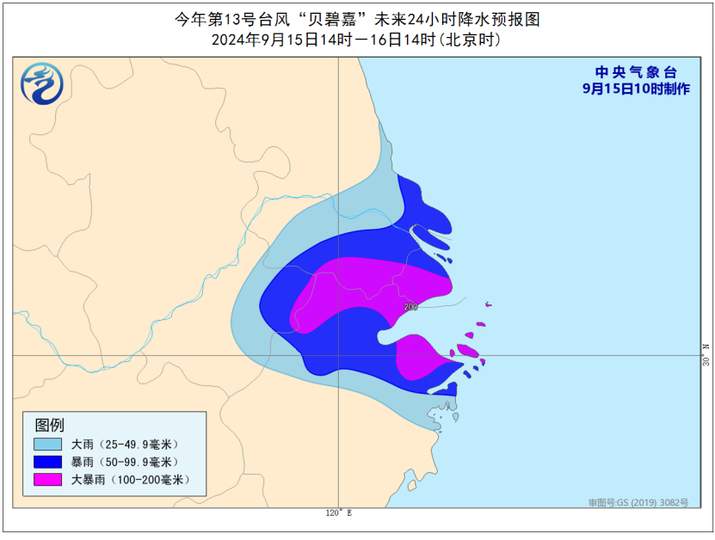 今年第13号台风“贝碧嘉”未来24小时降水预报图
2024年9月15日14时－16日14时(北京时)
中央气象台
9月15日10时制作
200
30° N
图例
大雨（25-49.9毫米）
暴雨（50-99.9毫米）
大暴雨（100-200毫米）
审图号:GS (2019) 3082号
120° E